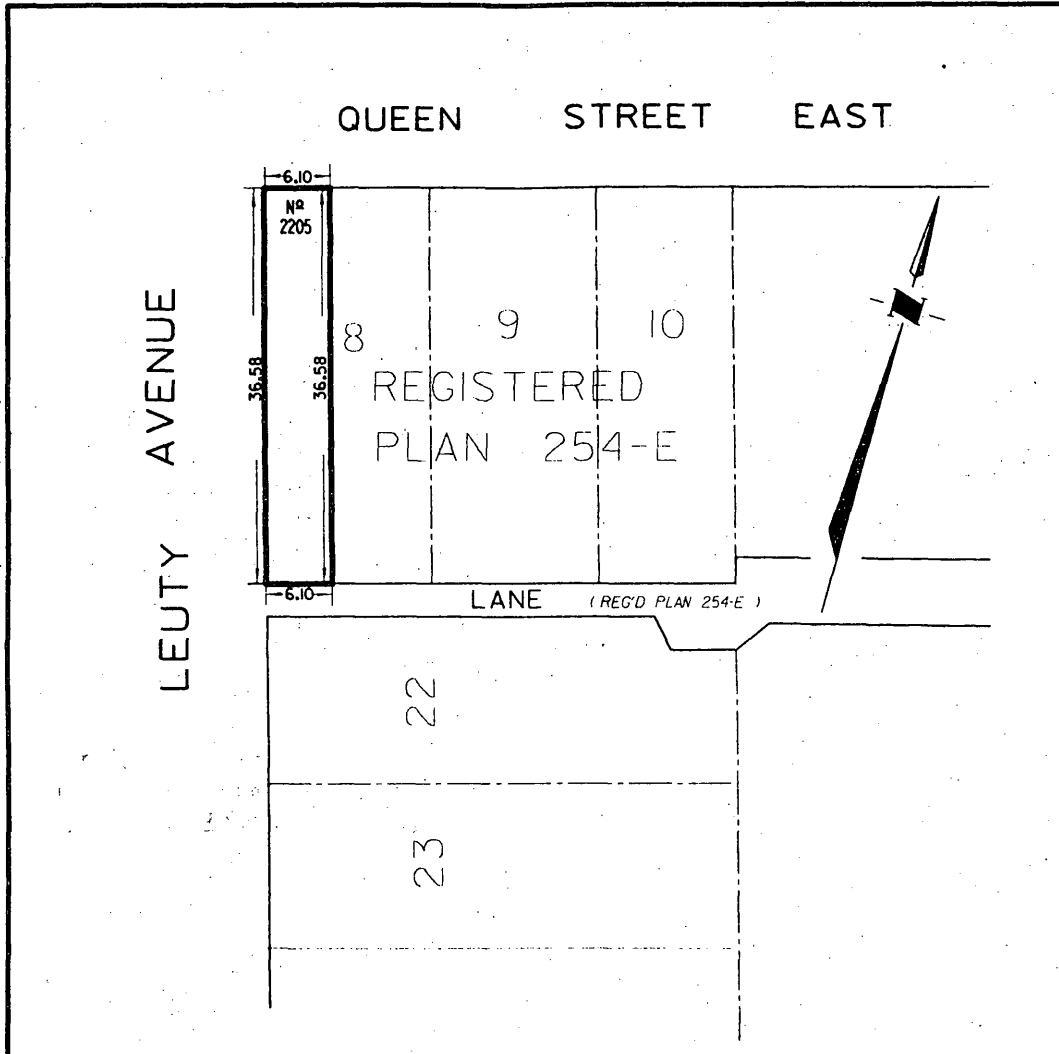 QUEEN STREET EAST
6.10
Nº
2205
LEUTY AVENUE
36.58
36.58
8
9
10
REGISTERED
PLAN 254-E
N
6.10
LANE (REG'D PLAN 254-E)
22
23